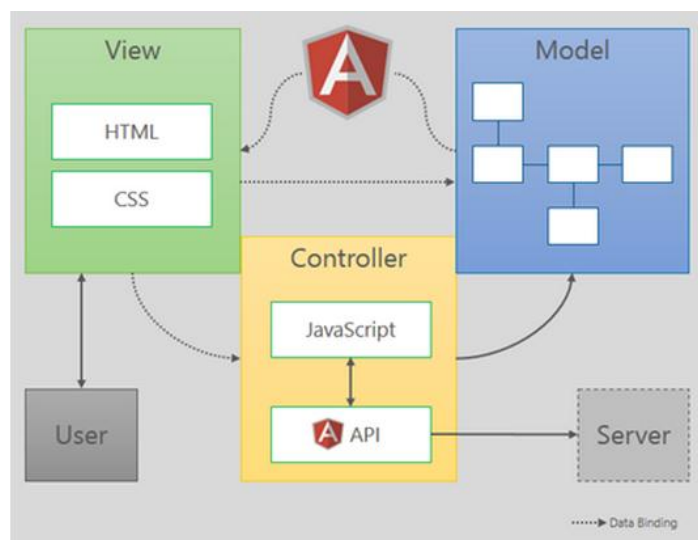 View
Model
HTML
CSS
Controller
JavaScript
API
User
Server
Data Binding